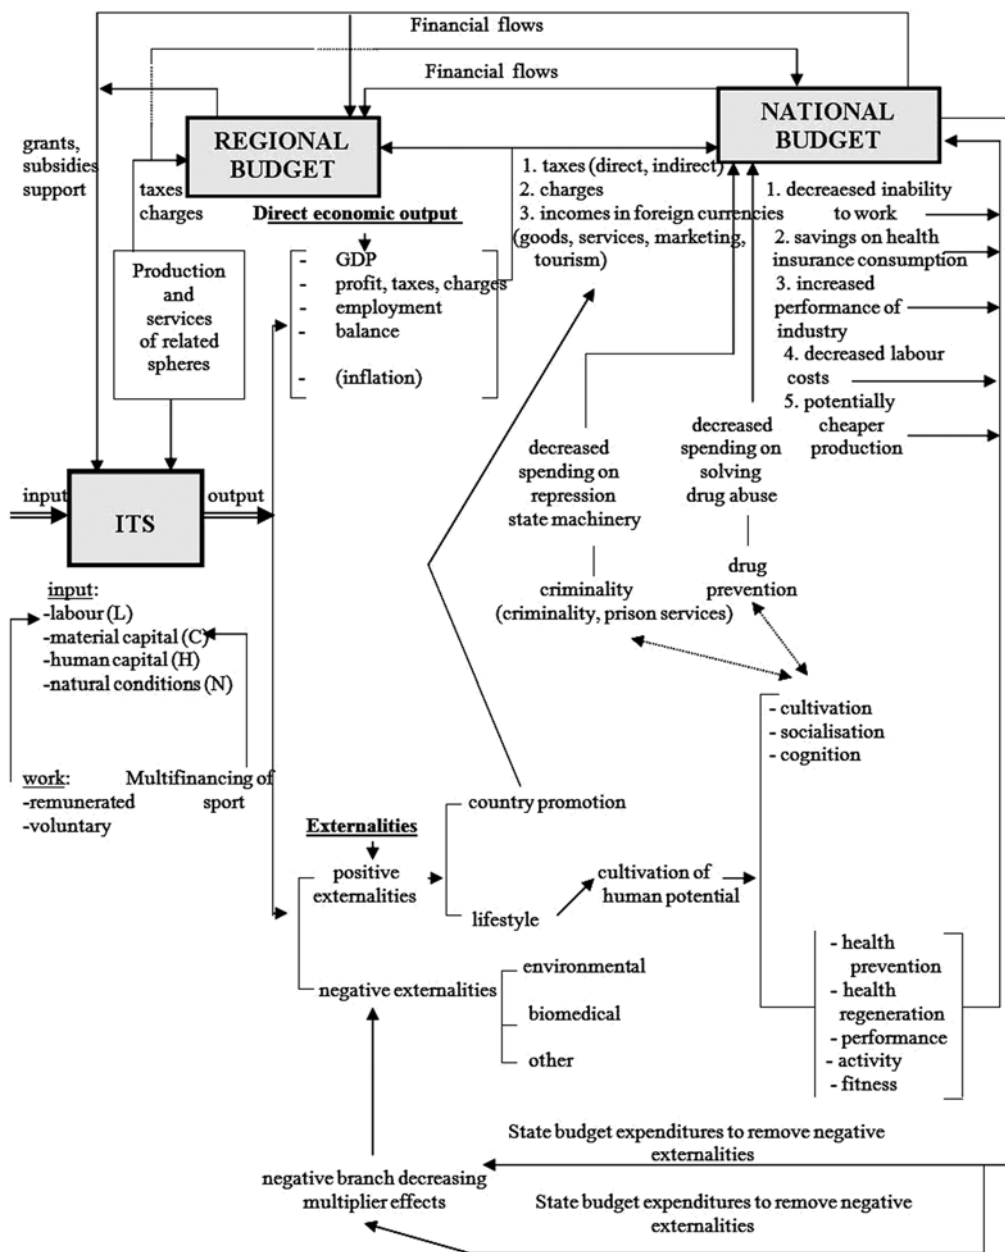 Financial flows
Financial flows
REGIONAL
BUDGET
NATIONAL
BUDGET
grants,
subsidies
support
taxes
charges
1. taxes (direct, indirect)
2. charges
3. incomes in foreign currencies
(goods, services, marketing,
tourism)
1. decreaesed inability
to work
2. savings on health
insurance consumption
3. increased
performance of
industry
4. decreased labour
costs
5. potentially
cheaper
production
Direct economic output
- GDP
- profit, taxes, charges
- employment
- balance
- (inflation)
Production
and
services
of related
spheres
decreased
spending on
repression
state machinery
decreased
spending on
solving
drug abuse
input
ITS
output
criminality
(criminality, prison services)
drug
prevention
input:
-labour (L)
-material capital (C)
-human capital (H)
-natural conditions (N)
- cultivation
- socialisation
- cognition
work:
-remunerated
-voluntary
Multifinancing of
sport
country promotion
Externalities
positive
externalities
cultivation of
human potential
lifestyle
negative externalities
environmental
biomedical
other
- health
prevention
- health
regeneration
- performance
- activity
- fitness
State budget expenditures to remove negative
externalities
negative branch decreasing
multiplier effects
State budget expenditures to remove negative
externalities